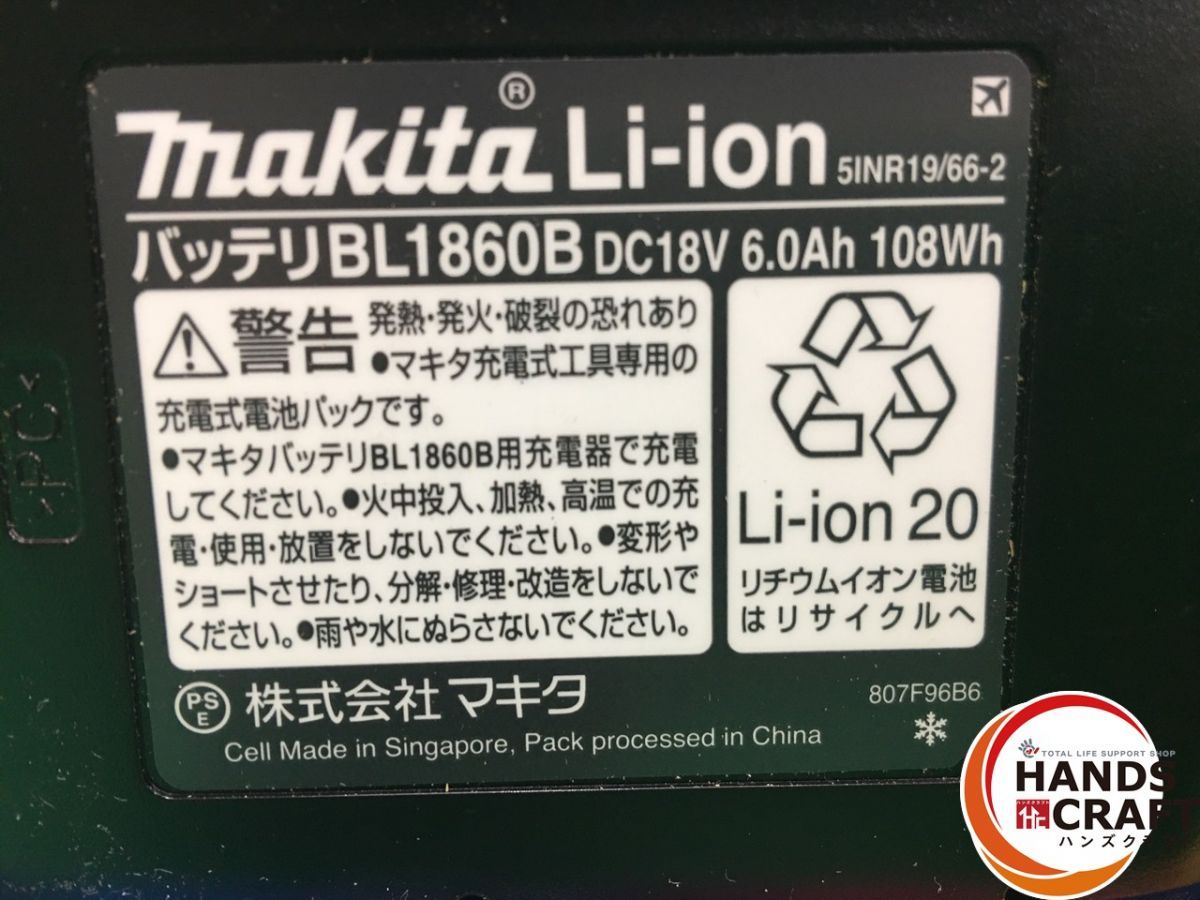 makita® Li-ion 5INR19/66-2
バッテリBL1860B DC18V 6.0Ah 108Wh
警告 発熱・発火・破裂の恐れあり
●マキタ充電式工具専用の
充電式電池パックです。
●マキタバッテリBL1860B用充電器で充電
してください。●火中投入、加熱、高温での充
電・使用・放置をしないでください。●変形や
ショートさせたり、分解・修理・改造をしないで
ください。●雨や水にぬらさないでください。
Li-ion 20
リチウムイオン電池
はリサイクルへ
PS
E
株式会社マキタ
807F96B6
Cell Made in Singapore, Pack processed in China
>PC<
TOTAL LIFE SUPPORT SHOP
HANDS
ハンズクラフト
CRAFT
ハンズク